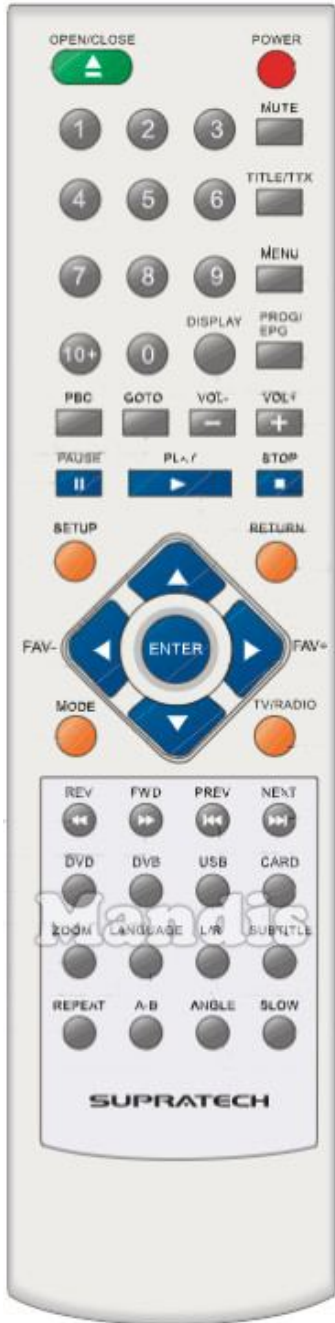 OPEN/CLOSE POWER
MUTE
1 2 3
TITLE/TTX
4 5 6
MENU
7 8 9
DISPLAY PROG/
EPG
10+ 0
PBC GOTO VOL- VOL+
PAUSE PLAY STOP
SETUP RETURN
FAV- ENTER FAV+
MODE TV/RADIO
REV FWD PREV NEXT
DVD DVB USB CARD
Mandis
ZOOM LANGUAGE L/R SUBTITLE
REPEAT A-B ANGLE SLOW
SUPRATECH